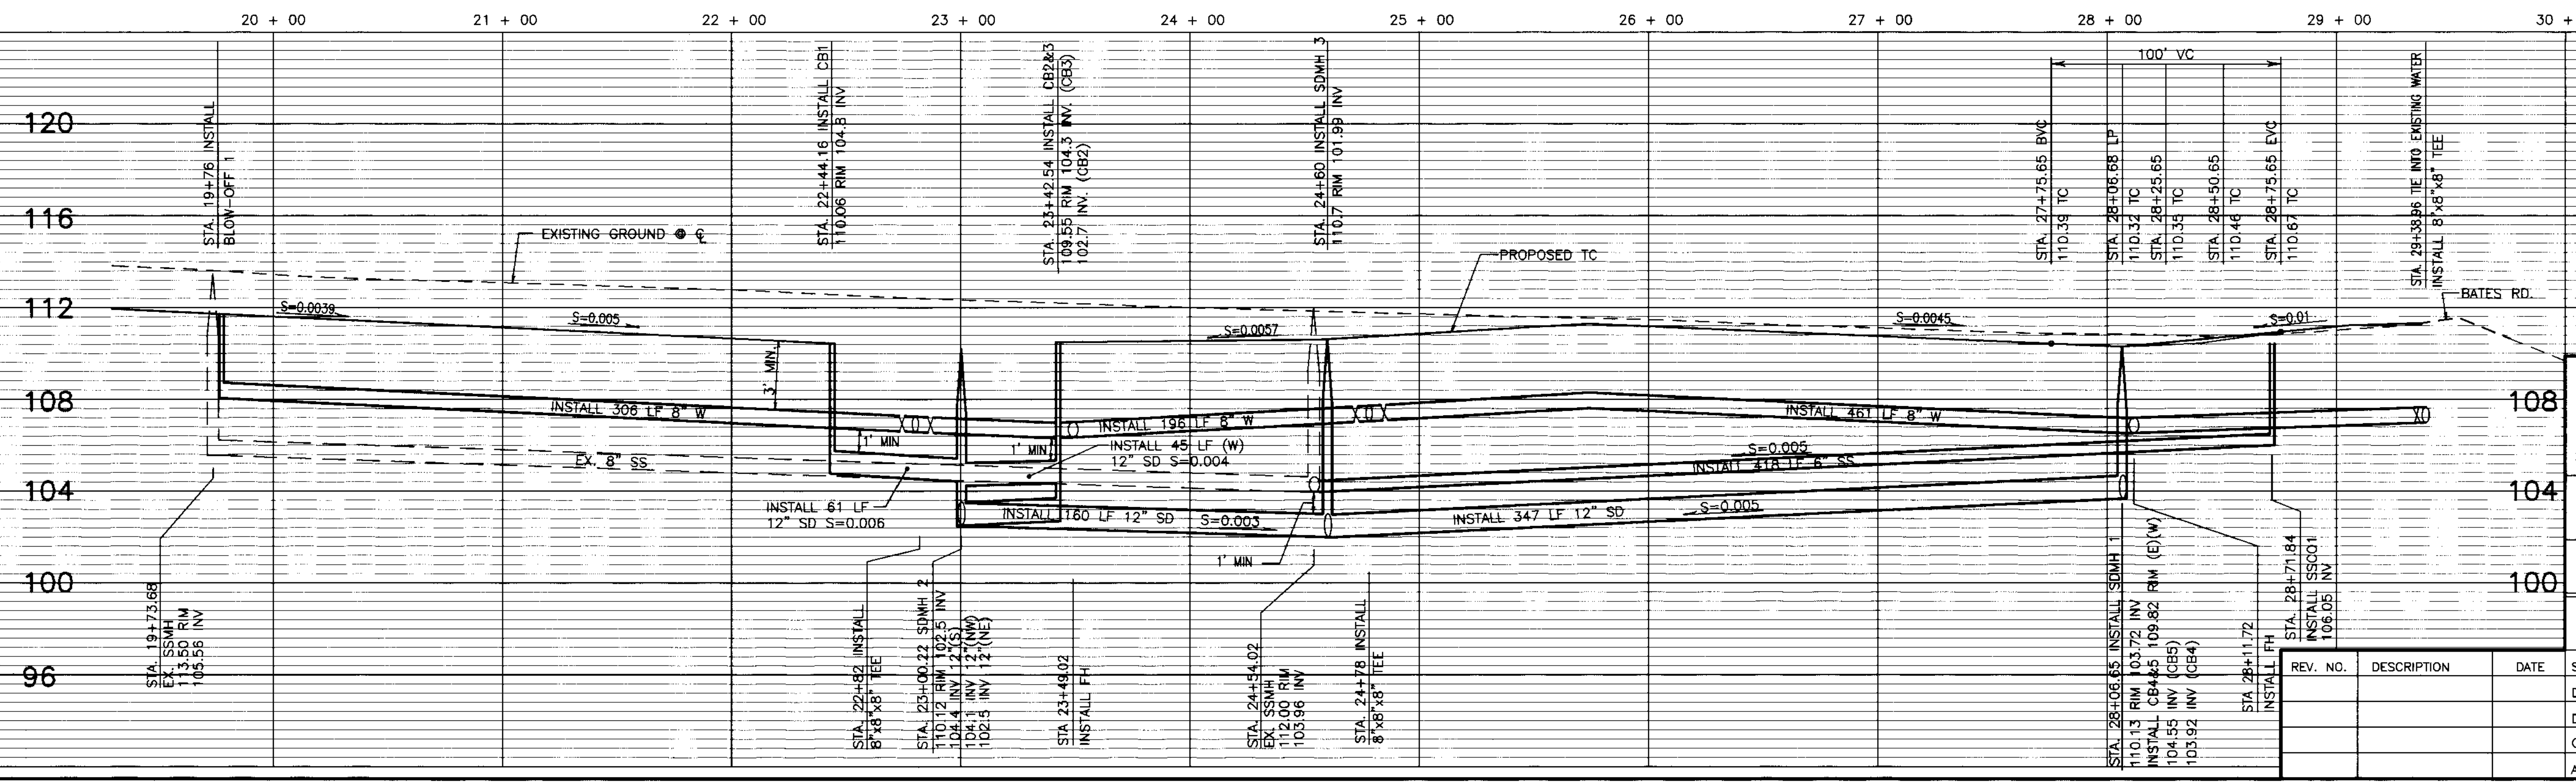 20 + 00
21 + 00
22 + 00
23 + 00
24 + 00
25 + 00
26 + 00
27 + 00
28 + 00
29 + 00
30 +
120
116
112
108
104
100
96
108
104
100
STA. 19+76 INSTALL
BLOW-OFF 1
EXISTING GROUND @ ℄
STA. 22+44.16 INSTALL CB1
110.06 RIM 104.8 INV
STA. 23+42.54 INSTALL CB2&3
109.55 RIM 104.3 INV. (CB3)
102.7 INV. (CB2)
STA. 24+60 INSTALL SDMH 3
110.7 RIM 101.99 INV
PROPOSED TC
100' VC
STA. 27+75.65 BVC
110.39 TC
STA. 28+06.68 LP
110.32 TC
STA. 28+25.65
110.35 TC
STA. 28+50.65
110.46 TC
STA. 28+75.65 EVC
110.67 TC
STA. 29+38.96 TIE INTO EXISTING WATER
INSTALL 8"x8"x8" TEE
BATES RD.
S=0.0039
S=0.005
S=0.0057
S=0.0045
S=0.01
3' MIN.
INSTALL 306 LF 8" W
1' MIN
1' MIN
INSTALL 196 LF 8" W
INSTALL 45 LF (W)
12" SD S=0.004
INSTALL 461 LF 8" W
EX. 8" SS
S=0.005
INSTALL 418 LF 6" SS
INSTALL 61 LF
12" SD S=0.006
INSTALL 160 LF 12" SD
S=0.003
INSTALL 347 LF 12" SD
S=0.005
1' MIN
STA. 19+73.68
EX. SSMH
113.50 RIM
105.56 INV
STA. 22+82 INSTALL
8"x8"x8" TEE
STA. 23+00.22 SDMH 2
110.12 RIM 102.5 INV
104.4 INV 12"(S)
104.1 INV 12"(NW)
102.5 INV 12"(NE)
STA 23+49.02
INSTALL FH
STA. 24+54.02
EX. SSMH
112.00 RIM
103.96 INV
STA. 24+78 INSTALL
8"x8"x8" TEE
STA. 28+06.65 INSTALL SDMH 1
110.13 RIM 103.72 INV
INSTALL CB4&5 109.82 RIM (E)(W)
104.55 INV (CB5)
103.92 INV (CB4)
STA 28+11.72
INSTALL FH
STA. 28+71.84
INSTALL SSCO1
106.05 NV
REV. NO. DESCRIPTION DATE